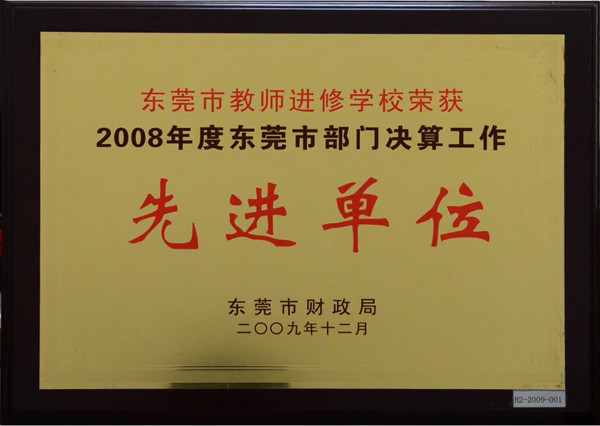 东莞市教师进修学校荣获
2008年度东莞市部门决算工作
先进单位
东莞市财政局
二〇〇九年十二月
H2-2009-001